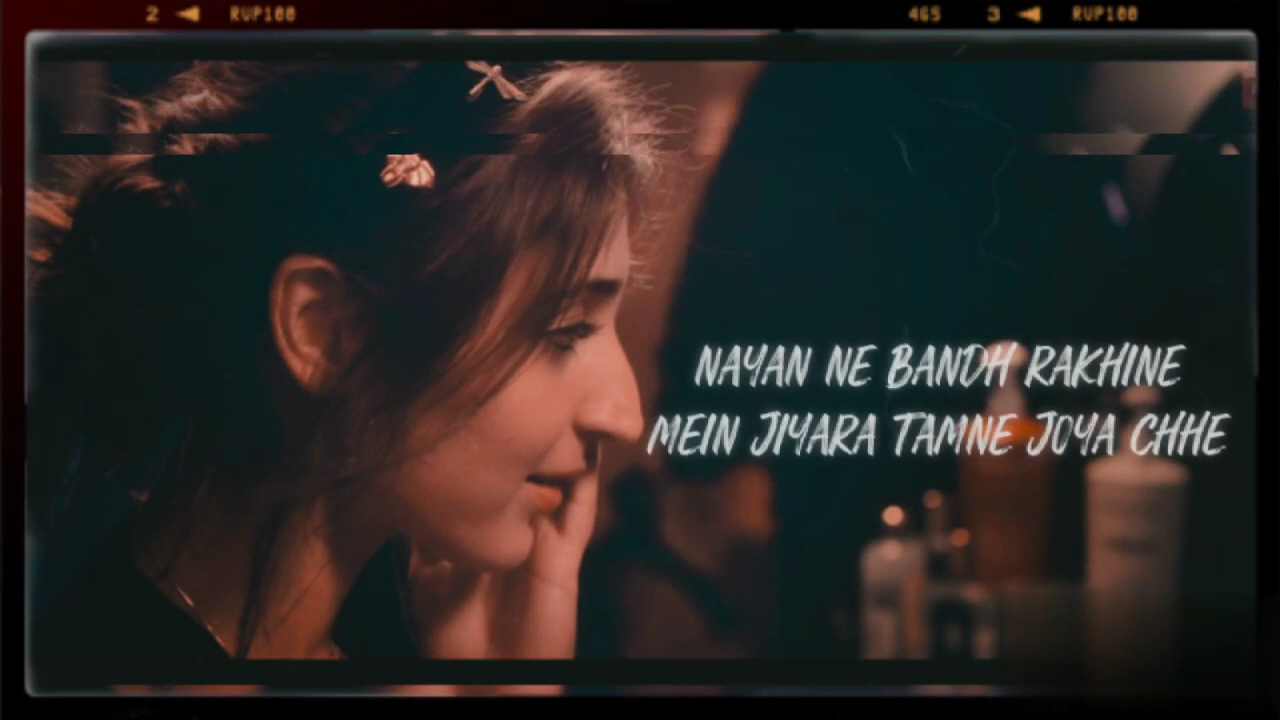 2 ◀ RVP100 465 3 ◀ RVP100
NAYAN NE BANDH RAKHINE
MEIN JIYARA TAMNE JOYA CHHE